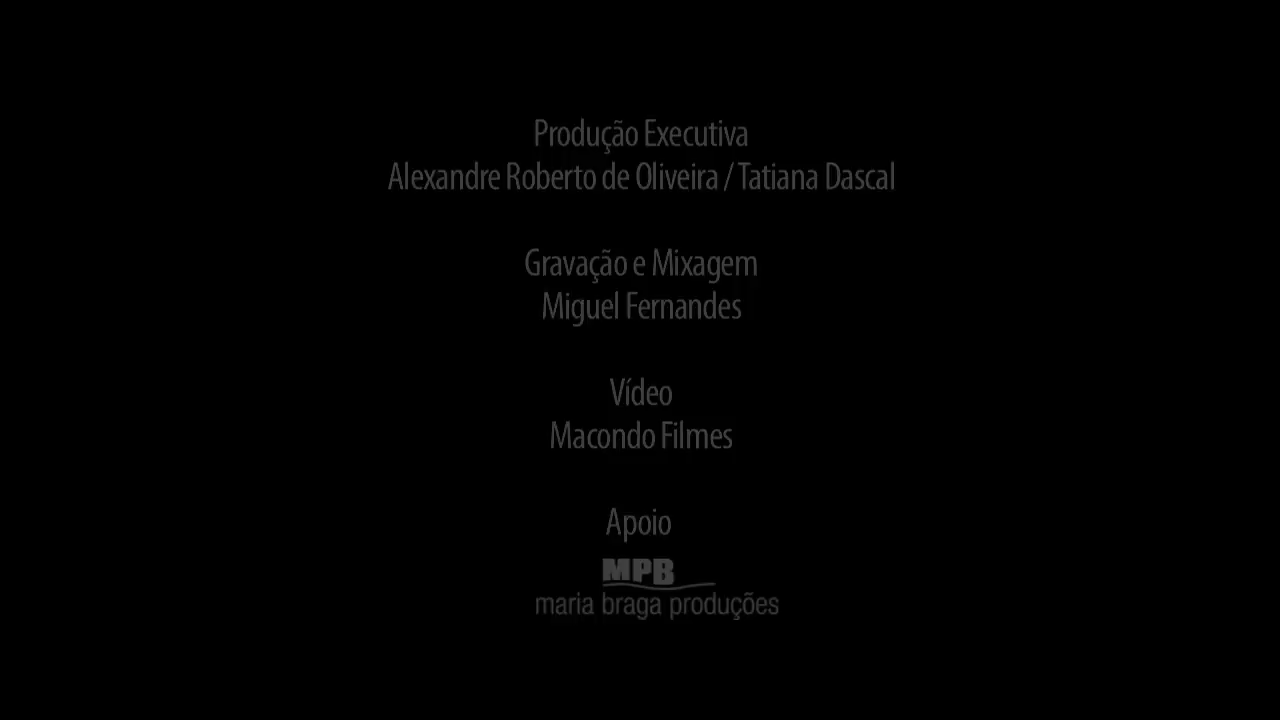 Produção Executiva
Alexandre Roberto de Oliveira / Tatiana Dascal
Gravação e Mixagem
Miguel Fernandes
Vídeo
Macondo Filmes
Apoio
MPB
maria braga produções